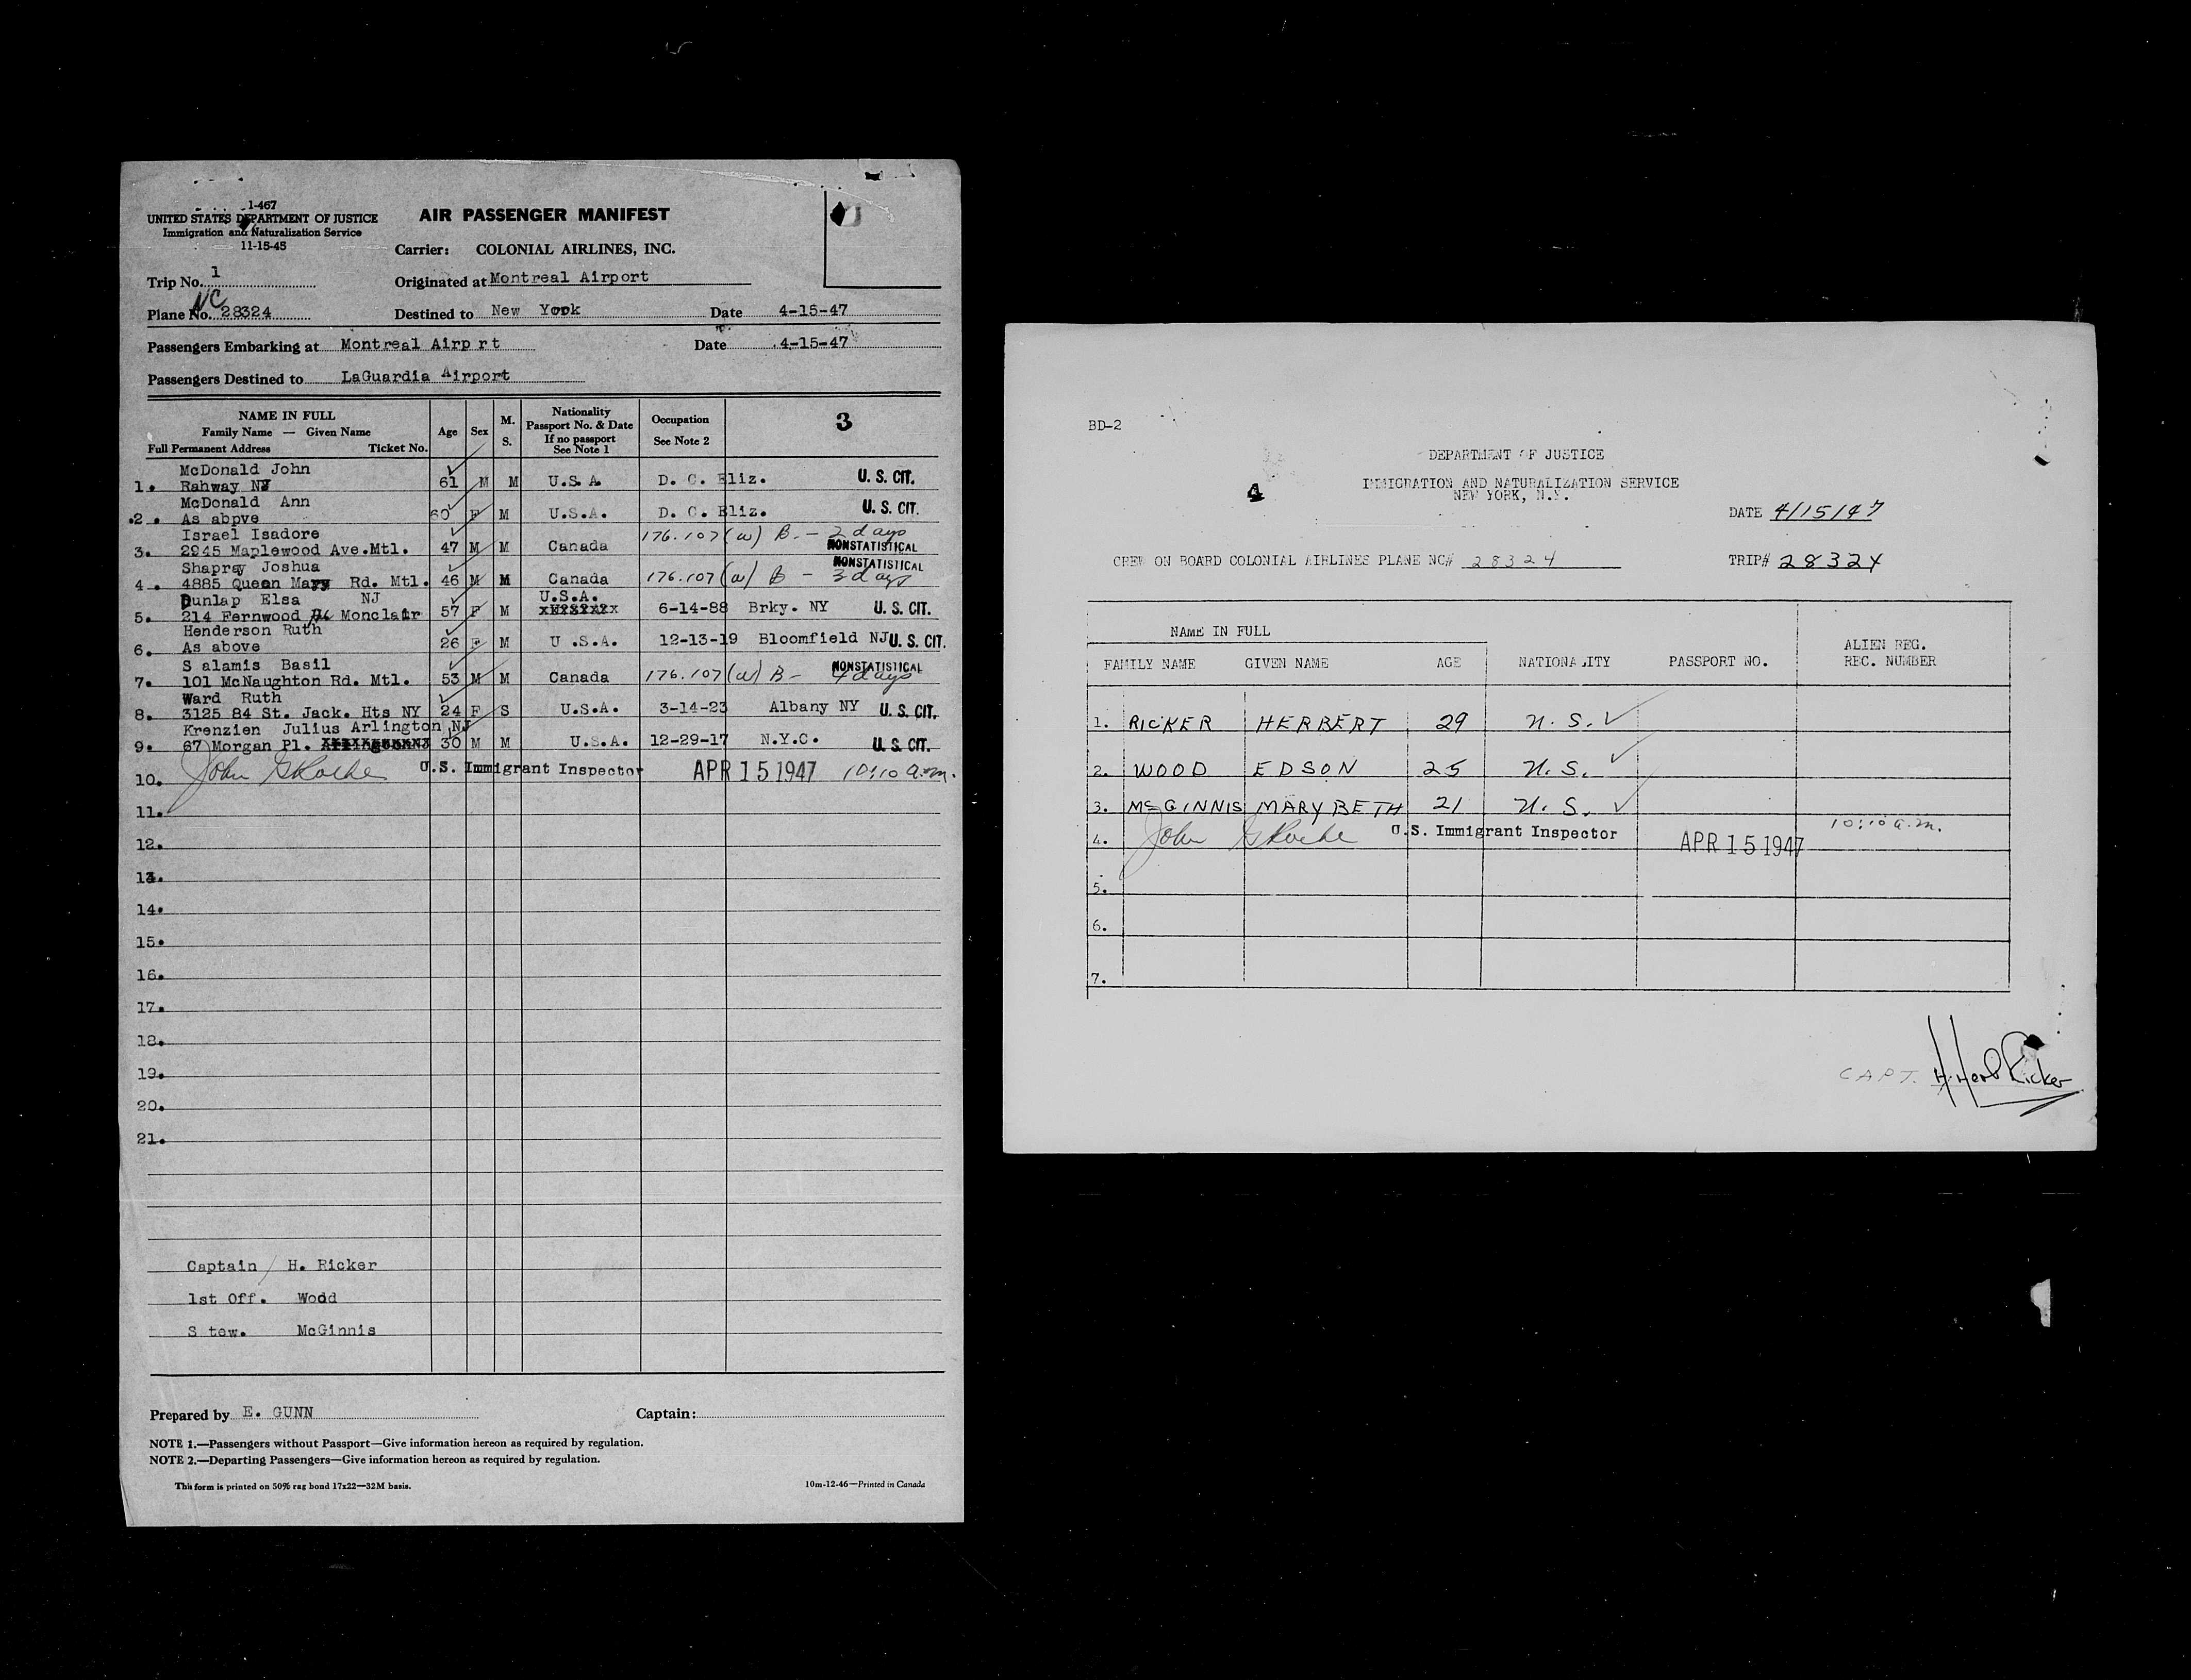 1-467
UNITED STATES DEPARTMENT OF JUSTICE
Immigration and Naturalization Service
11-15-45
AIR PASSENGER MANIFEST
Carrier: COLONIAL AIRLINES, INC.
Trip No. 1
Originated at Montreal Airport
NC
Plane No. 28324
Destined to New York Date 4-15-47
Passengers Embarking at Montreal Airp rt Date 4-15-47
Passengers Destined to LaGuardia Airport
NAME IN FULL
Family Name — Given Name
Full Permanent Address Ticket No.
Age Sex M. S.
Nationality
Passport No. & Date
If no passport
See Note 1
Occupation
See Note 2
3
McDonald John
1. Rahway NJ 61 M M U.S.A. D. C. Eliz. U. S. CIT.
McDonald Ann
2. As abpve 60 F M U.S.A. D. C. Eliz. U. S. CIT.
Israel Isadore 176.107(a) B. - 2 days
3. 2945 Maplewood Ave.Mtl. 47 M M Canada NONSTATISTICAL
Shapray Joshua NONSTATISTICAL
4. 4885 Queen Mary Rd. Mtl. 46 M M Canada 176.107(a) B - 3 days
Dunlap Elsa NJ U.S.A.
5. 214 Fernwood Monclair 57 F M 6-14-88 Brky. NY U. S. CIT.
Henderson Ruth
6. As above 26 F M U .S.A. 12-13-19 Bloomfield NJ U. S. CIT.
S alamis Basil NONSTATISTICAL
7. 101 McNaughton Rd. Mtl. 53 M M Canada 176.107(a) B- 4 days
Ward Ruth
8. 3125 84 St. Jack. Hts NY 24 F S U.S.A. 3-14-23 Albany NY U. S. CIT.
Krenzien Julius Arlington NJ
9. 67 Morgan Pl. 30 M M U.S.A. 12-29-17 N.Y.C. U. S. CIT.
10. John U.S. Immigrant Inspector APR 15 1947 10:10 a.m.
11.
12.
13.
14.
15.
16.
17.
18.
19.
20.
21.
Captain / H. Ricker
1st Off. Wood
S tew. McGinnis
Prepared by E. GUNN Captain:
NOTE 1.—Passengers without Passport—Give information hereon as required by regulation.
NOTE 2.—Departing Passengers—Give information hereon as required by regulation.
This form is printed on 50% rag bond 17x22—32M basis. 10m-12-46—Printed in Canada
BD-2
DEPARTMENT OF JUSTICE
4
IMMIGRATION AND NATURALIZATION SERVICE
NEW YORK, N.Y.
DATE 4/15/47
CREW ON BOARD COLONIAL AIRLINES PLANE NC# 28324 TRIP# 28324
NAME IN FULL
FAMILY NAME GIVEN NAME AGE NATIONALITY PASSPORT NO.
ALIEN REG.
REC. NUMBER
1. RICKER HERBERT 29 U.S.
2. WOOD EDSON 25 U.S.
3. McGINNIS MARYBETH 21 U.S.
4. John U.S. Immigrant Inspector APR 15 1947 10:10 a.m.
5.
6.
7.
CAPT. H. Herb Ricker